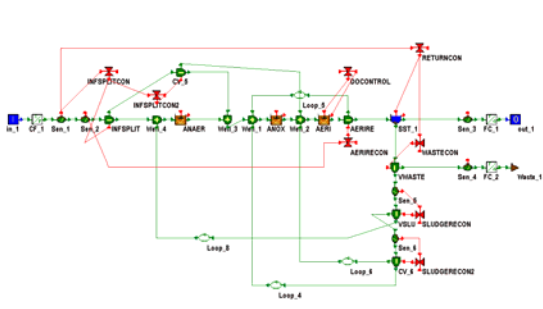 RETURNCON
CV_5
INFSPLITCON
DOCONTROL
INFSPLITCON2
Loop_5
in_1
CF_1
Sen_1
Sen_2
INFSPLIT
Well_4
ANAER
Well_3
Well_1
ANOX
Well_2
AERI
AERIRE
SST_1
Sen_3
FC_1
out_1
AERIRECON
WASTECON
VWASTE
Sen_4
FC_2
Waste_1
Sen_5
VSLU
SLUDGERECON
Loop_8
Sen_6
Loop_6
CV_6
SLUDGERECON2
Loop_4